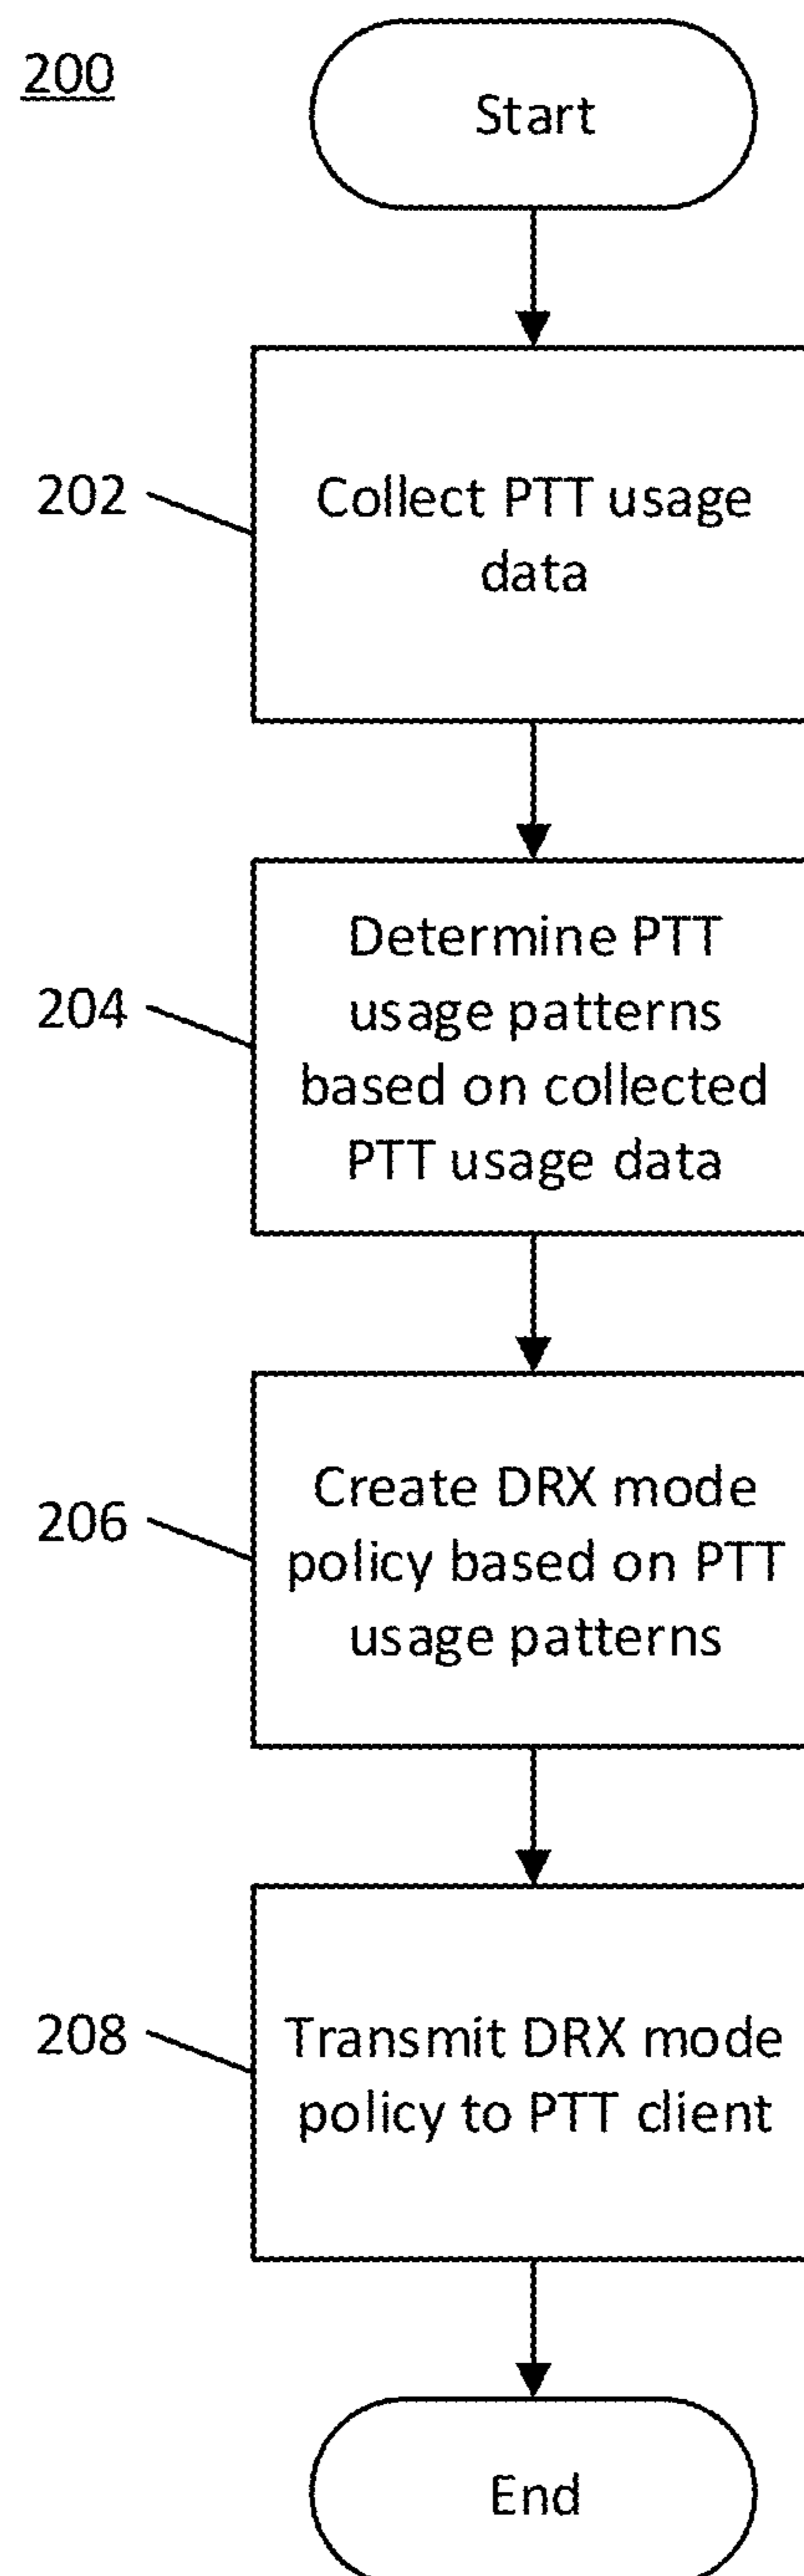 200
Start
202
Collect PTT usage
data
204
Determine PTT
usage patterns
based on collected
PTT usage data
206
Create DRX mode
policy based on PTT
usage patterns
208
Transmit DRX mode
policy to PTT client
End